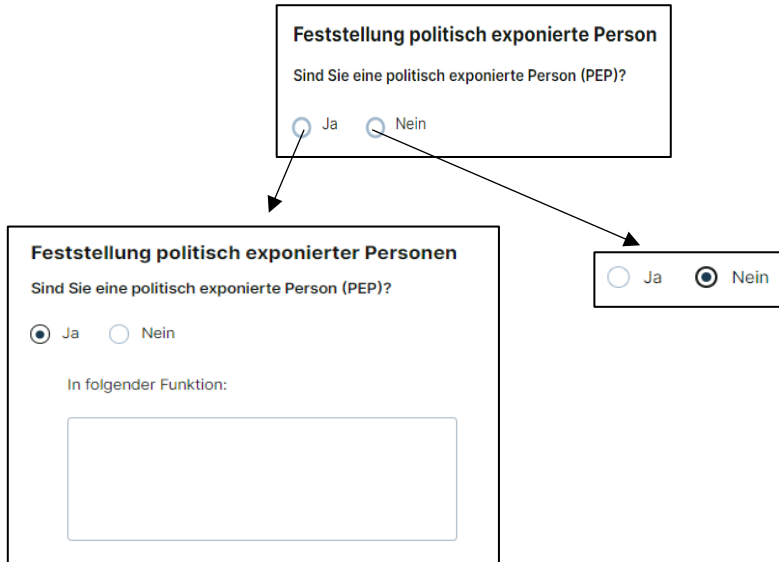 Feststellung politisch exponierte Person
Sind Sie eine politisch exponierte Person (PEP)?
Ja Nein
Feststellung politisch exponierter Personen
Sind Sie eine politisch exponierte Person (PEP)?
Ja Nein
In folgender Funktion:
Ja Nein